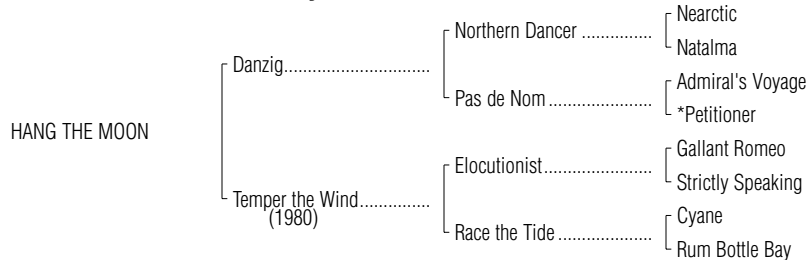 Nearctic
Northern Dancer ..............
Natalma
Danzig..............................
Admiral's Voyage
Pas de Nom .....................
*Petitioner
HANG THE MOON
Gallant Romeo
Elocutionist......................
Strictly Speaking
Temper the Wind...............
(1980)
Cyane
Race the Tide ...................
Rum Bottle Bay